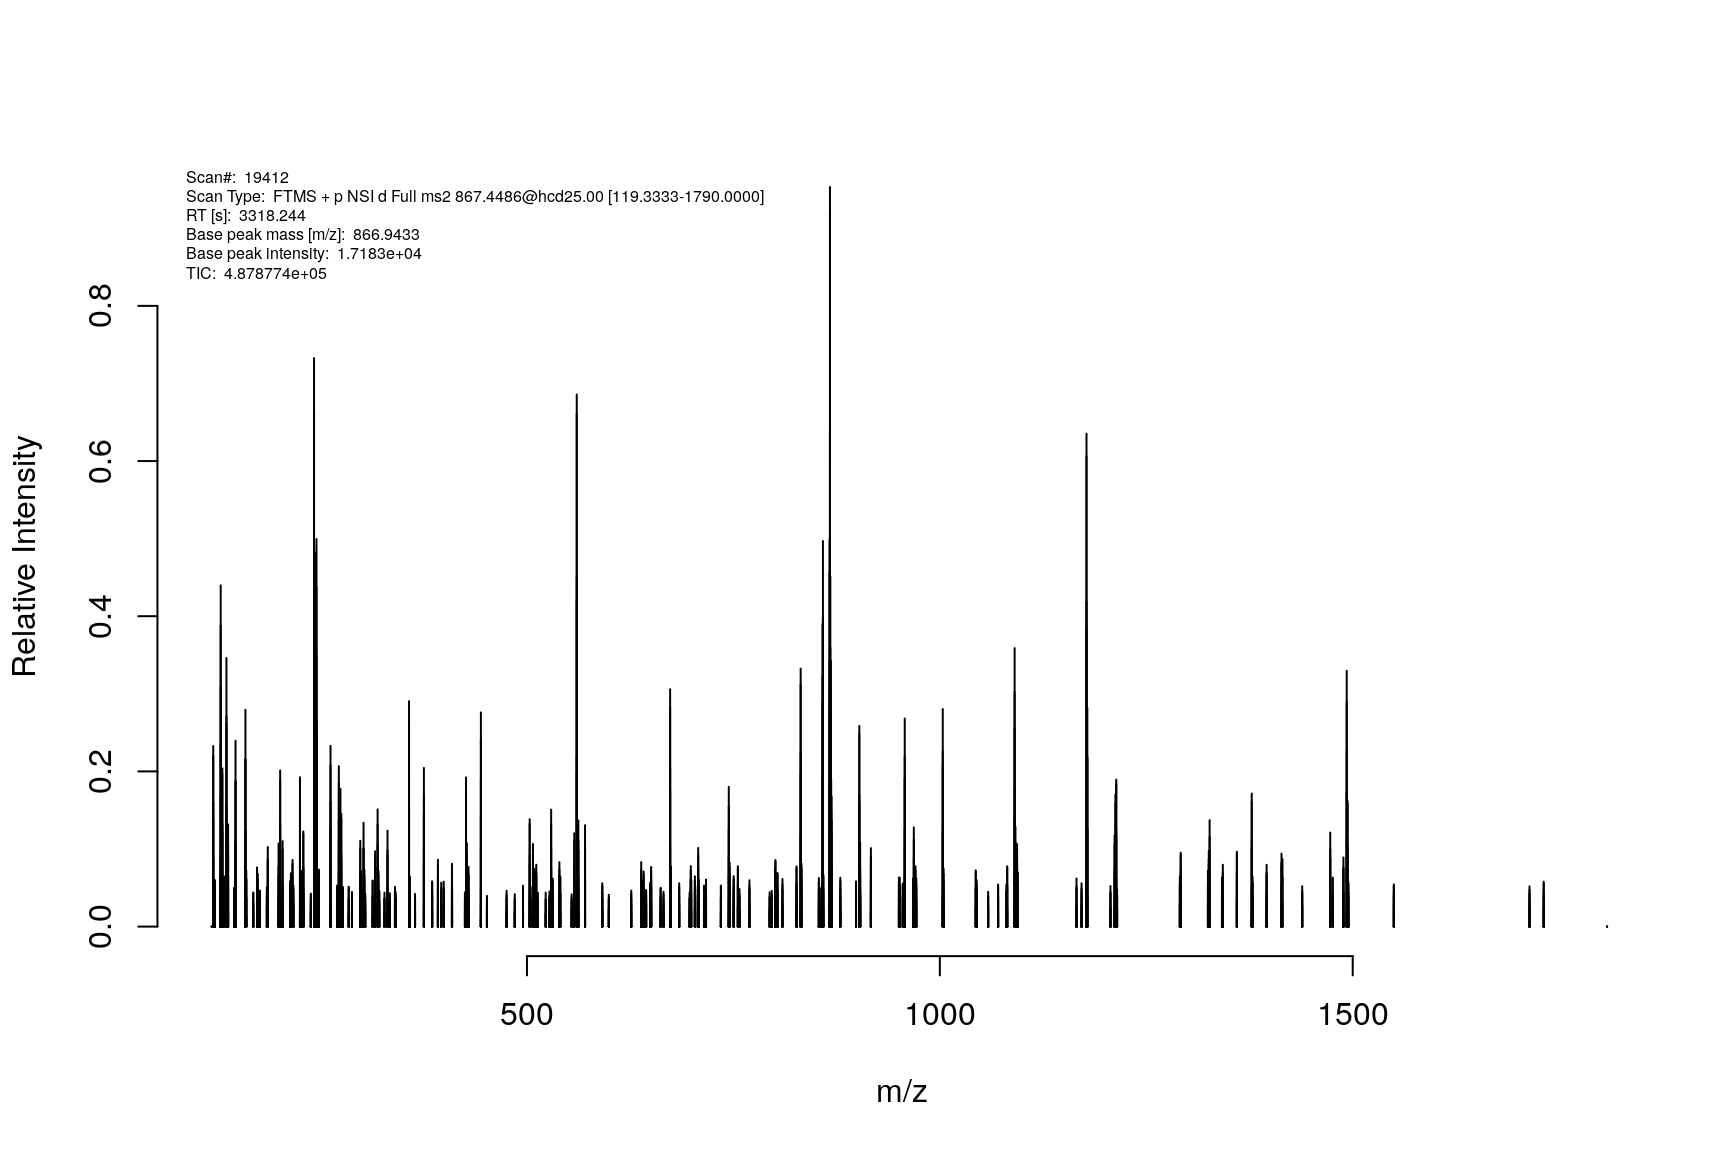 Scan#: 19412
Scan Type: FTMS + p NSI d Full ms2 867.4486@hcd25.00 [119.3333-1790.0000]
RT [s]: 3318.244
Base peak mass [m/z]: 866.9433
Base peak intensity: 1.7183e+04
TIC: 4.878774e+05
0.8
0.6
0.4
0.2
0.0
Relative Intensity
500 1000 1500
m/z